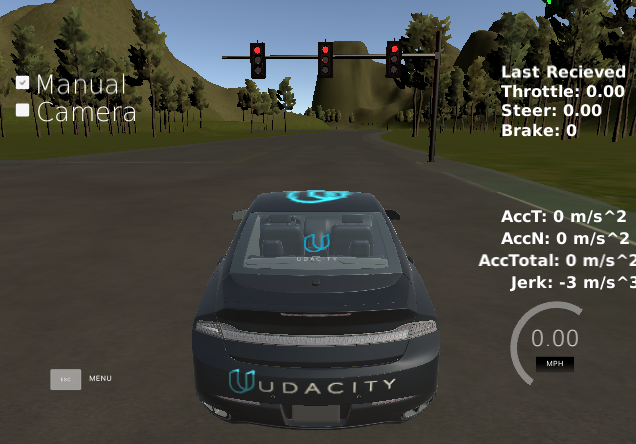 Manual
Camera
Last Recieved
Throttle: 0.00
Steer: 0.00
Brake: 0
UDACITY
AccT: 0 m/s^2
AccN: 0 m/s^2
AccTotal: 0 m/s^2
Jerk: -3 m/s^3
0.00
MPH
ESC MENU
UDACITY